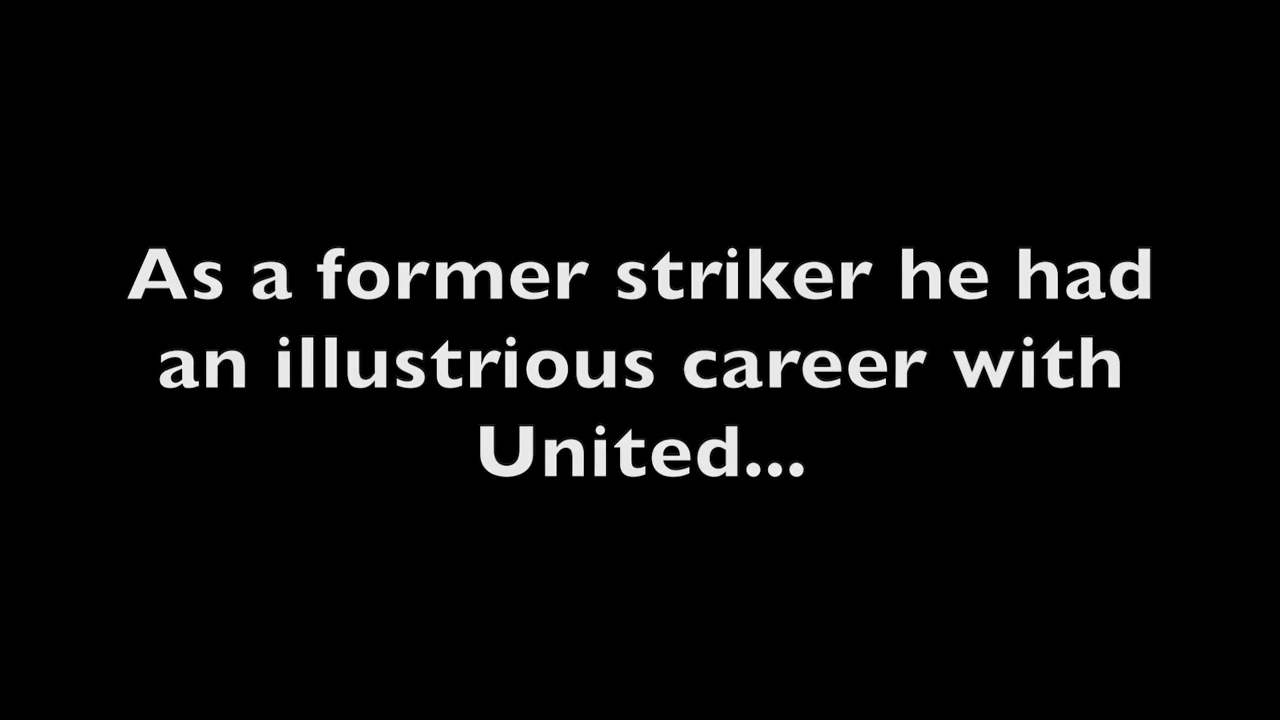 As a former striker he had
an illustrious career with
United...